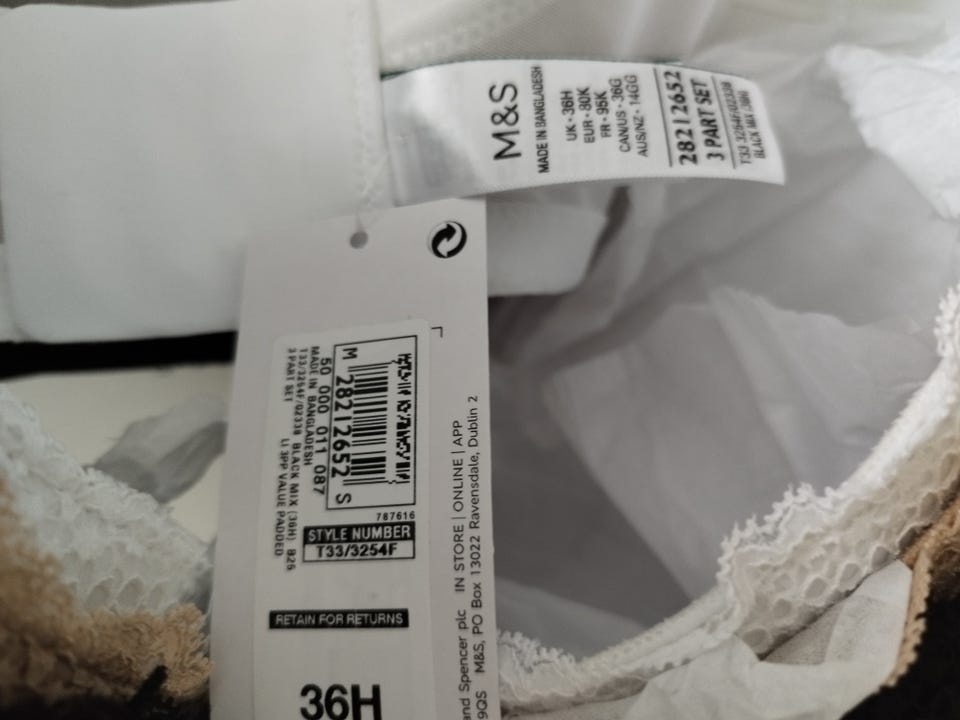 M&S
MADE IN BANGLADESH
UK - 36H
EUR - 80K
FR - 95K
CAN/US - 36G
AUS/NZ - 14GG
28212652
3 PART SET
T33 3254F/02338
BLACK MIX (36H)
M 28212652 S
50 000 011 087
MADE IN BANGLADESH
T33/3254F/02338 BLACK MIX (36H) 826
3 PART SET LI 3PP VALUE PADDED
787616
STYLE NUMBER
T33/3254F
RETAIN FOR RETURNS
36H
IN STORE | ONLINE | APP
and Spencer plc
9QS M&S, PO Box 13022 Ravensdale, Dublin 2